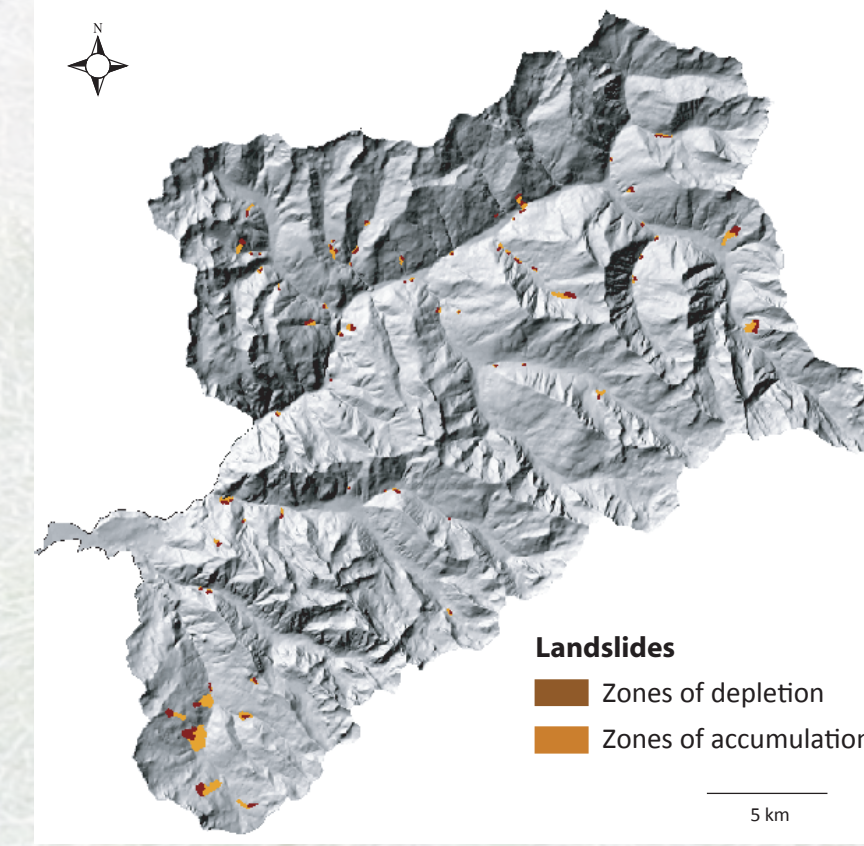 N
Landslides
Zones of depletion
Zones of accumulation
5 km